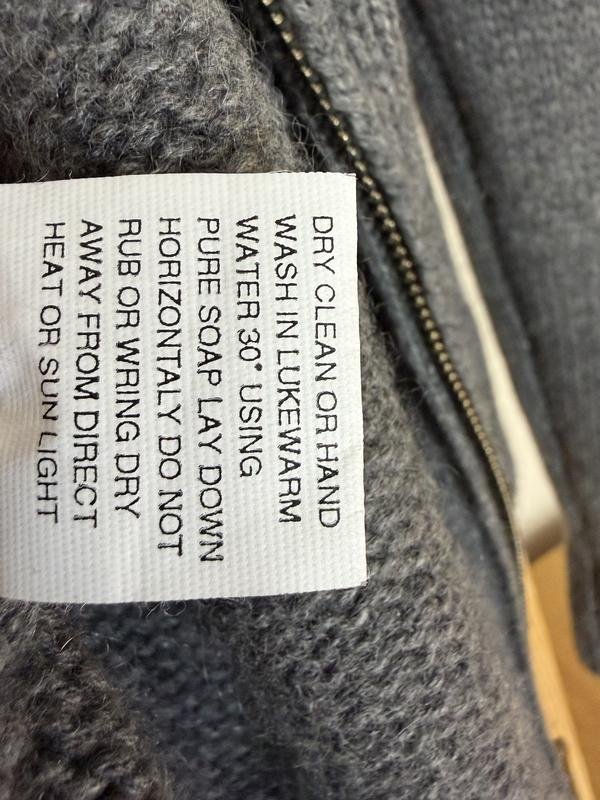 DRY CLEAN OR HAND
WASH IN LUKEWARM
WATER 30° USING
PURE SOAP LAY DOWN
HORIZONTALY DO NOT
RUB OR WRING DRY
AWAY FROM DIRECT
HEAT OR SUN LIGHT